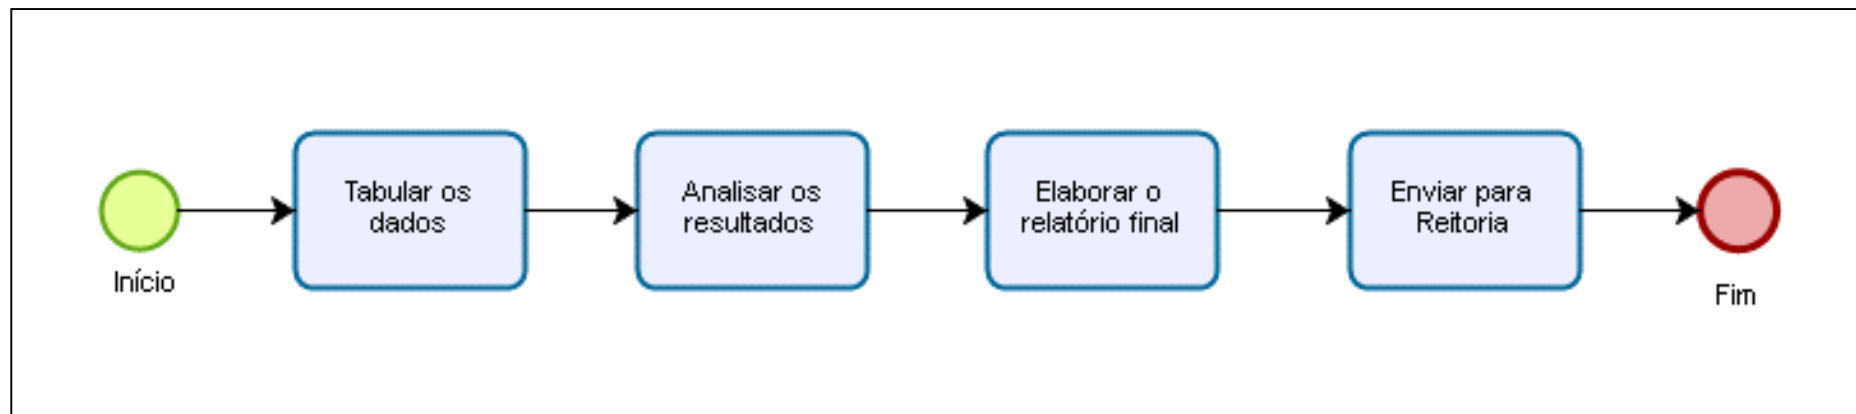 Início
Tabular os
dados
Analisar os
resultados
Elaborar o
relatório final
Enviar para
Reitoria
Fim